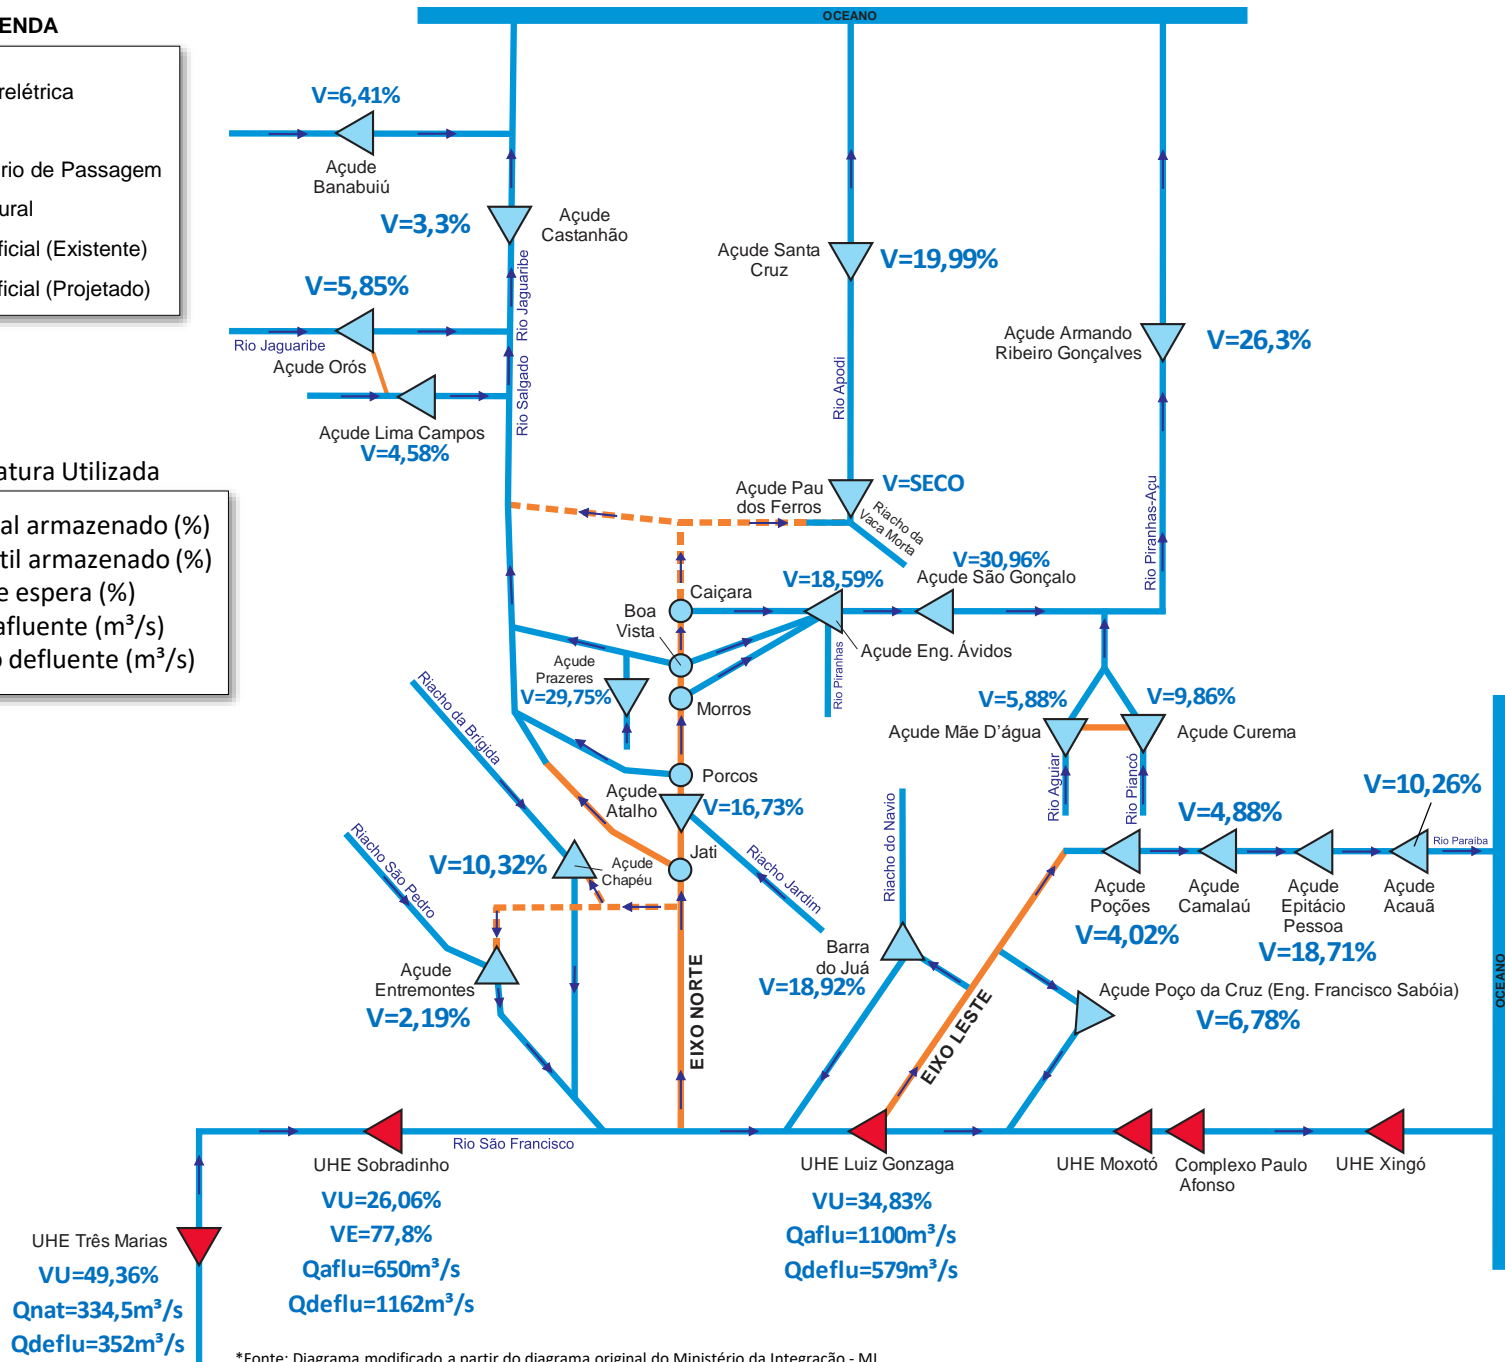 OCEANO
ENDA
relétrica
rio de Passagem
ural
ficial (Existente)
ficial (Projetado)
V=6,41%
Açude
Banabuiú
V=3,3%
Açude
Castanhão
Rio Jaguaribe
V=5,85%
Rio Jaguaribe
Açude Orós
Rio Salgado
Açude Lima Campos
V=4,58%
Açude Santa
Cruz
V=19,99%
Rio Apodi
Açude Armando
Ribeiro Gonçalves
V=26,3%
Rio Piranhas-Açu
atura Utilizada
al armazenado (%)
til armazenado (%)
e espera (%)
afluente (m³/s)
o defluente (m³/s)
Açude Pau
dos Ferros
V=SECO
Riacho da
Vaca Morta
V=30,96%
Açude São Gonçalo
V=18,59%
Caiçara
Boa
Vista
Açude Eng. Ávidos
Rio Piranhas
Açude
Prazeres
V=29,75%
Morros
Riacho da Brígida
Porcos
Açude
Atalho
V=16,73%
Jati
Riacho Jardim
V=5,88%
V=9,86%
Açude Mãe D'água
Açude Curema
Rio Aguiar
Rio Piancó
V=10,32%
Açude
Chapéu
Riacho São Pedro
Açude
Entremontes
V=2,19%
EIXO NORTE
Riacho do Navio
Barra
do Juá
V=18,92%
EIXO LESTE
V=10,26%
V=4,88%
Rio Paraíba
Açude
Poções
V=4,02%
Açude
Camalaú
Açude
Epitácio
Pessoa
V=18,71%
Açude
Acauã
Açude Poço da Cruz (Eng. Francisco Sabóia)
V=6,78%
OCEANO
Rio São Francisco
UHE Sobradinho
VU=26,06%
VE=77,8%
Qaflu=650m³/s
Qdeflu=1162m³/s
UHE Luiz Gonzaga
VU=34,83%
Qaflu=1100m³/s
Qdeflu=579m³/s
UHE Moxotó
Complexo Paulo
Afonso
UHE Xingó
UHE Três Marias
VU=49,36%
Qnat=334,5m³/s
Qdeflu=352m³/s
*Fonte: Diagrama modificado a partir do diagrama original do Ministério da Integração - MI